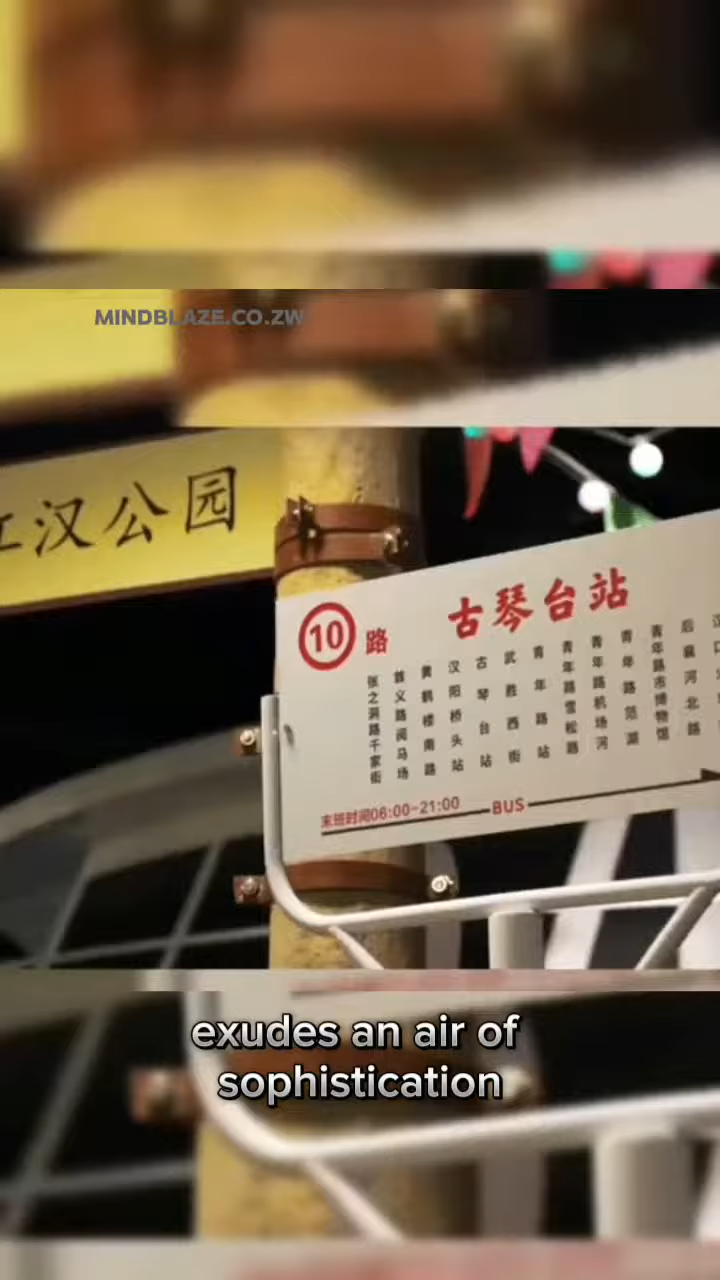 MINDBLAZE.CO.ZW
江汉公园
10 路
古琴台站
张之洞路千家街
首义路阅马场
黄鹤楼南路
汉阳桥头站
古琴台站
武胜西街
青年路站
青年路雪松路
青年路机场河
青年路范湖
青年路市博物馆
后襄河北路
末班时间06:00-21:00
BUS
exudes an air of
sophistication